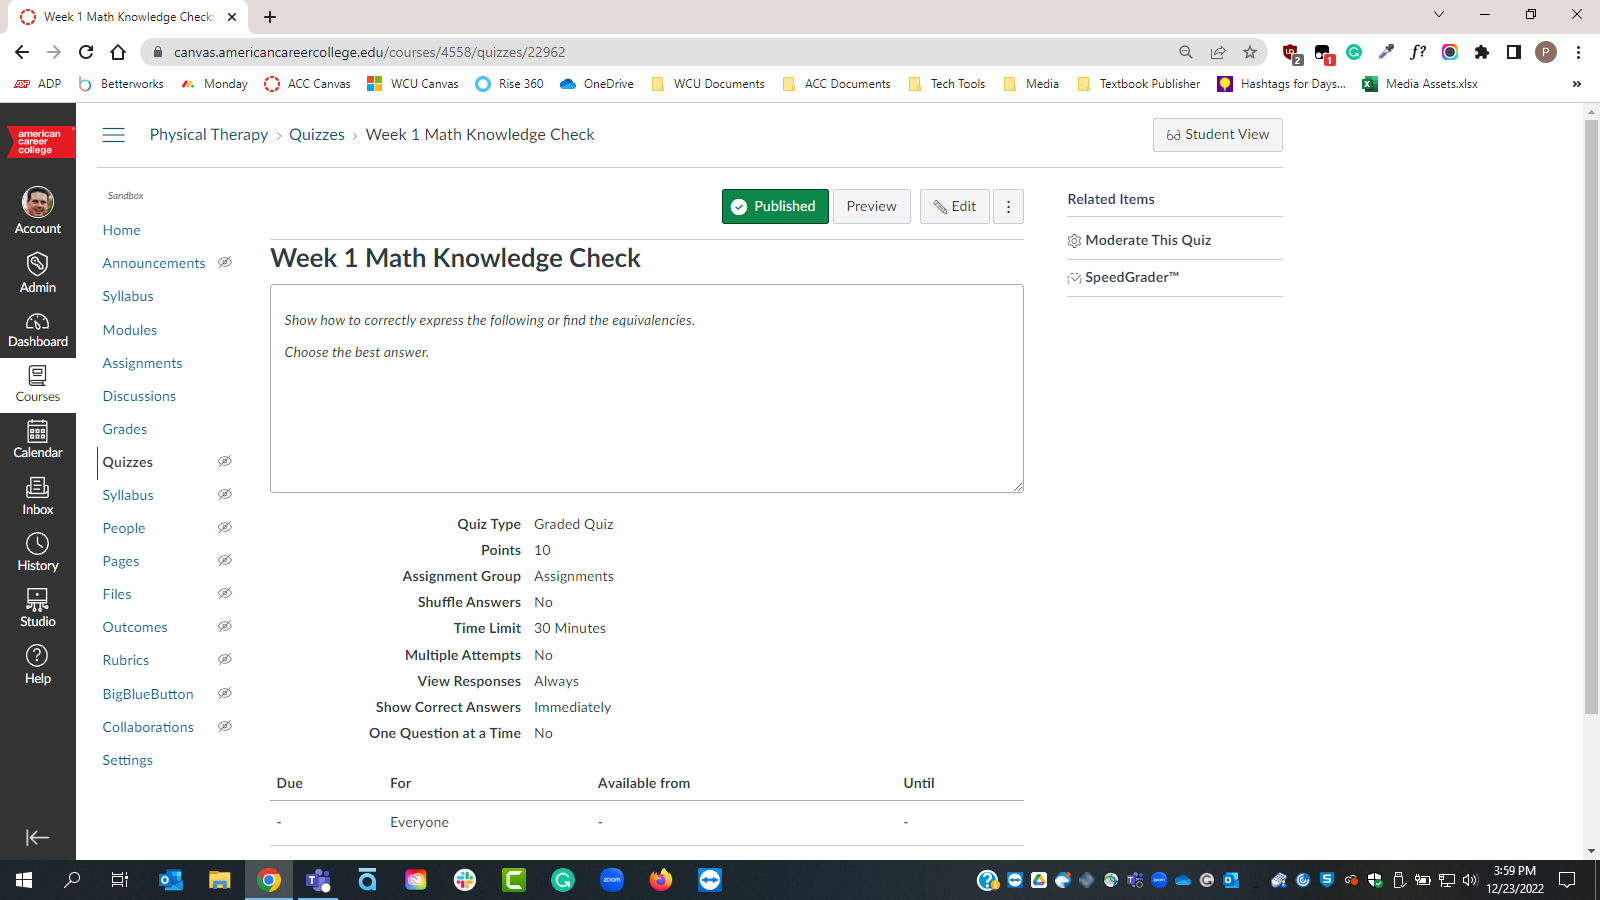 Week 1 Math Knowledge Check:
canvas.americancareercollege.edu/courses/4558/quizzes/22962
2
1
f?
P
ADP
ADP
Betterworks
Monday
ACC Canvas
WCU Canvas
Rise 360
OneDrive
WCU Documents
ACC Documents
Tech Tools
Media
Textbook Publisher
Hashtags for Days...
Media Assets.xlsx
»
american
career
college
Account
Admin
Dashboard
Courses
Calendar
Inbox
History
Studio
Help
Physical Therapy › Quizzes › Week 1 Math Knowledge Check
Student View
Sandbox
Home
Announcements
Syllabus
Modules
Assignments
Discussions
Grades
Quizzes
Syllabus
People
Pages
Files
Outcomes
Rubrics
BigBlueButton
Collaborations
Settings
Published
Preview
Edit
Week 1 Math Knowledge Check
Show how to correctly express the following or find the equivalencies.
Choose the best answer.
Quiz Type Graded Quiz
Points 10
Assignment Group Assignments
Shuffle Answers No
Time Limit 30 Minutes
Multiple Attempts No
View Responses Always
Show Correct Answers Immediately
One Question at a Time No
Due For Available from Until
- Everyone - -
Related Items
Moderate This Quiz
SpeedGrader™
zoom
3:59 PM
12/23/2022